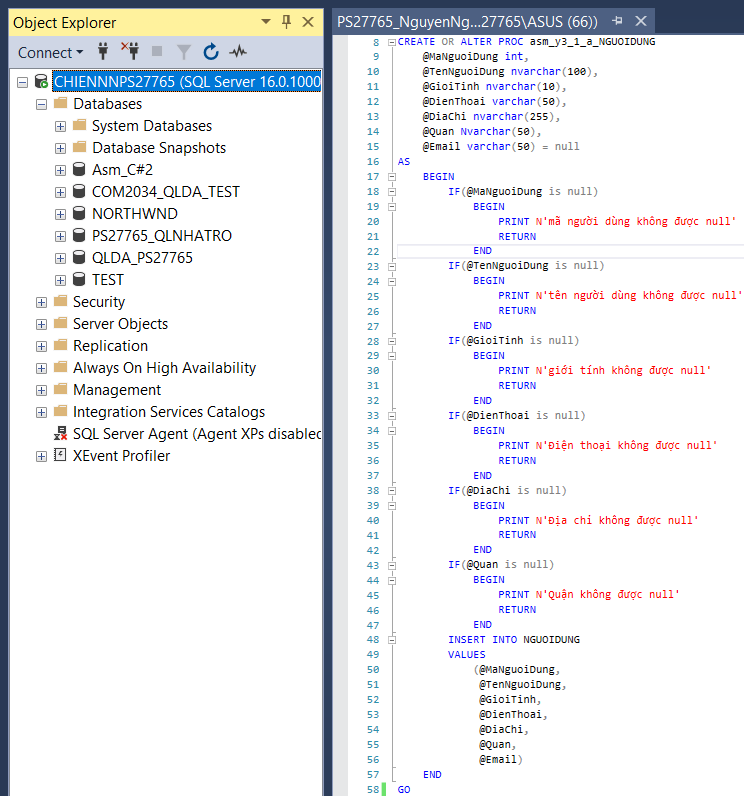 Object Explorer
Connect
CHIENNNPS27765 (SQL Server 16.0.1000
Databases
System Databases
Database Snapshots
Asm_C#2
COM2034_QLDA_TEST
NORTHWND
PS27765_QLNHATRO
QLDA_PS27765
TEST
Security
Server Objects
Replication
Always On High Availability
Management
Integration Services Catalogs
SQL Server Agent (Agent XPs disabled
XEvent Profiler
PS27765_NguyenNg...27765\ASUS (66))
8 CREATE OR ALTER PROC asm_y3_1_a_NGUOIDUNG
9 @MaNguoiDung int,
10 @TenNguoiDung nvarchar(100),
11 @GioiTinh nvarchar(10),
12 @DienThoai varchar(50),
13 @DiaChi nvarchar(255),
14 @Quan Nvarchar(50),
15 @Email varchar(50) = null
16 AS
17 BEGIN
18 IF(@MaNguoiDung is null)
19 BEGIN
20 PRINT N'mã người dùng không được null'
21 RETURN
22 END
23 IF(@TenNguoiDung is null)
24 BEGIN
25 PRINT N'tên người dùng không được null'
26 RETURN
27 END
28 IF(@GioiTinh is null)
29 BEGIN
30 PRINT N'giới tính không được null'
31 RETURN
32 END
33 IF(@DienThoai is null)
34 BEGIN
35 PRINT N'Điện thoại không được null'
36 RETURN
37 END
38 IF(@DiaChi is null)
39 BEGIN
40 PRINT N'Địa chỉ không được null'
41 RETURN
42 END
43 IF(@Quan is null)
44 BEGIN
45 PRINT N'Quận không được null'
46 RETURN
47 END
48 INSERT INTO NGUOIDUNG
49 VALUES
50 (@MaNguoiDung,
51 @TenNguoiDung,
52 @GioiTinh,
53 @DienThoai,
54 @DiaChi,
55 @Quan,
56 @Email)
57 END
58 GO